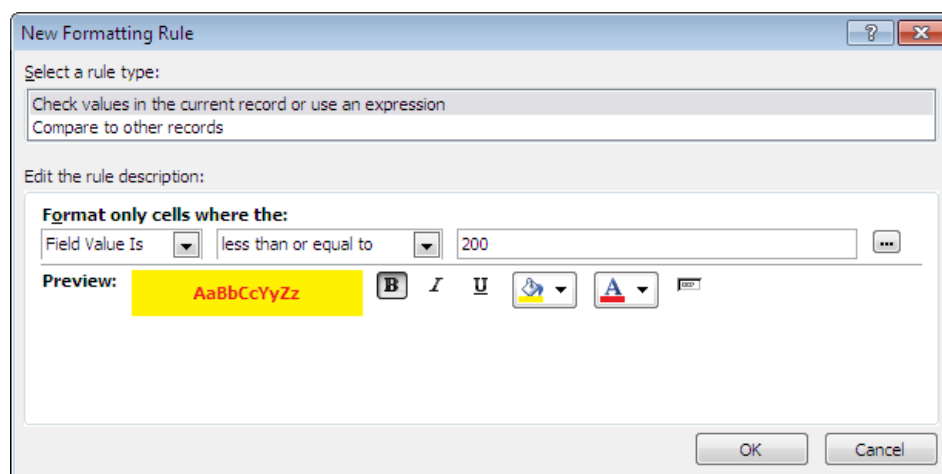 New Formatting Rule
Select a rule type:
Check values in the current record or use an expression
Compare to other records
Edit the rule description:
Format only cells where the:
Field Value Is less than or equal to 200 ...
Preview: AaBbCcYyZz B I U A
OK Cancel